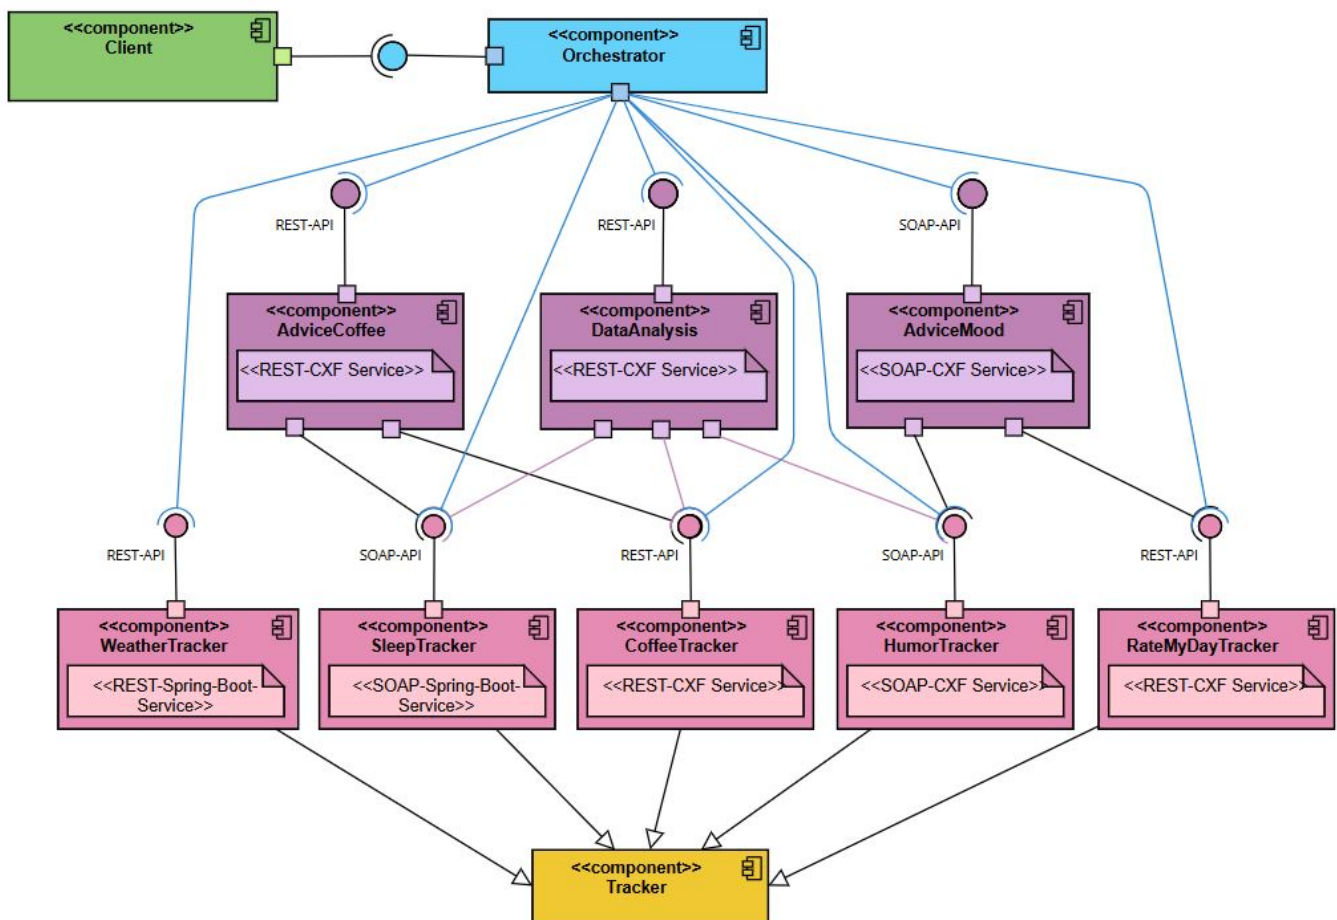 <<component>>
Client
<<component>>
Orchestrator
REST-API
REST-API
SOAP-API
<<component>>
AdviceCoffee
<<REST-CXF Service>>
<<component>>
DataAnalysis
<<REST-CXF Service>>
<<component>>
AdviceMood
<<SOAP-CXF Service>>
REST-API
SOAP-API
REST-API
SOAP-API
REST-API
<<component>>
WeatherTracker
<<REST-Spring-Boot-
Service>>
<<component>>
SleepTracker
<<SOAP-Spring-Boot-
Service>>
<<component>>
CoffeeTracker
<<REST-CXF Service>>
<<component>>
HumorTracker
<<SOAP-CXF Service>>
<<component>>
RateMyDayTracker
<<REST-CXF Service>>
<<component>>
Tracker